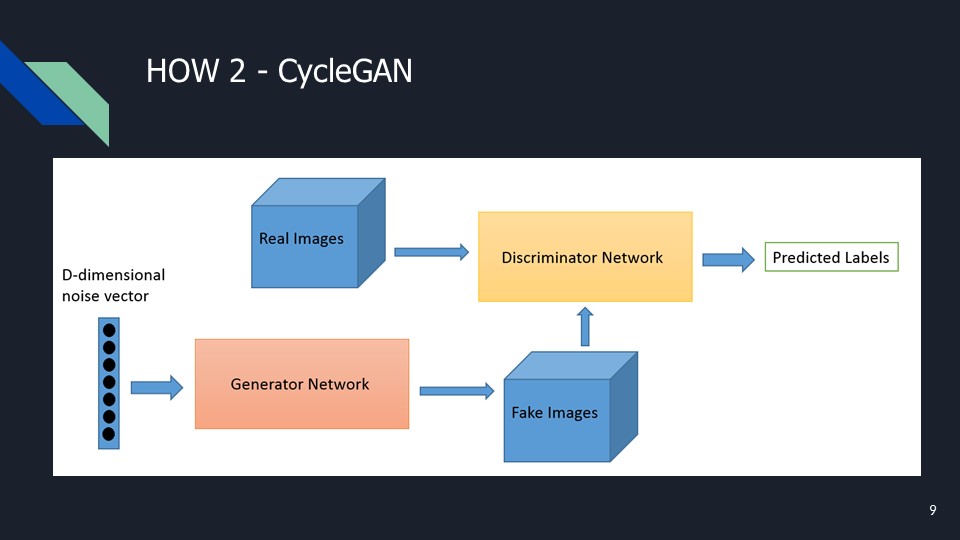 HOW 2 - CycleGAN
Real Images
Discriminator Network
Predicted Labels
D-dimensional
noise vector
Generator Network
Fake Images
9